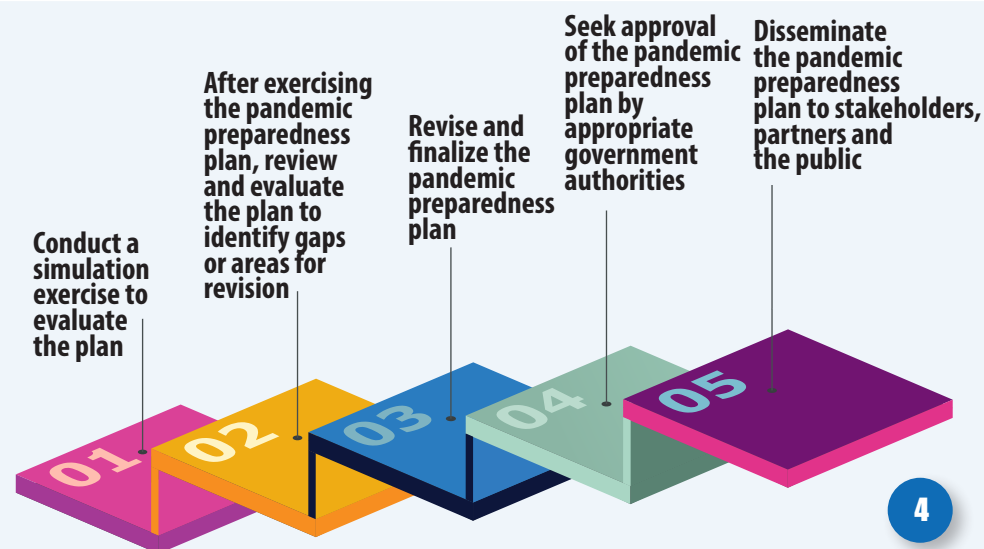 Conduct a
simulation
exercise to
evaluate
the plan
01
After exercising
the pandemic
preparedness
plan, review
and evaluate
the plan to
identify gaps
or areas for
revision
02
Revise and
finalize the
pandemic
preparedness
plan
03
Seek approval
of the pandemic
preparedness
plan by
appropriate
government
authorities
04
Disseminate
the pandemic
preparedness
plan to stakeholders,
partners and
the public
05
4